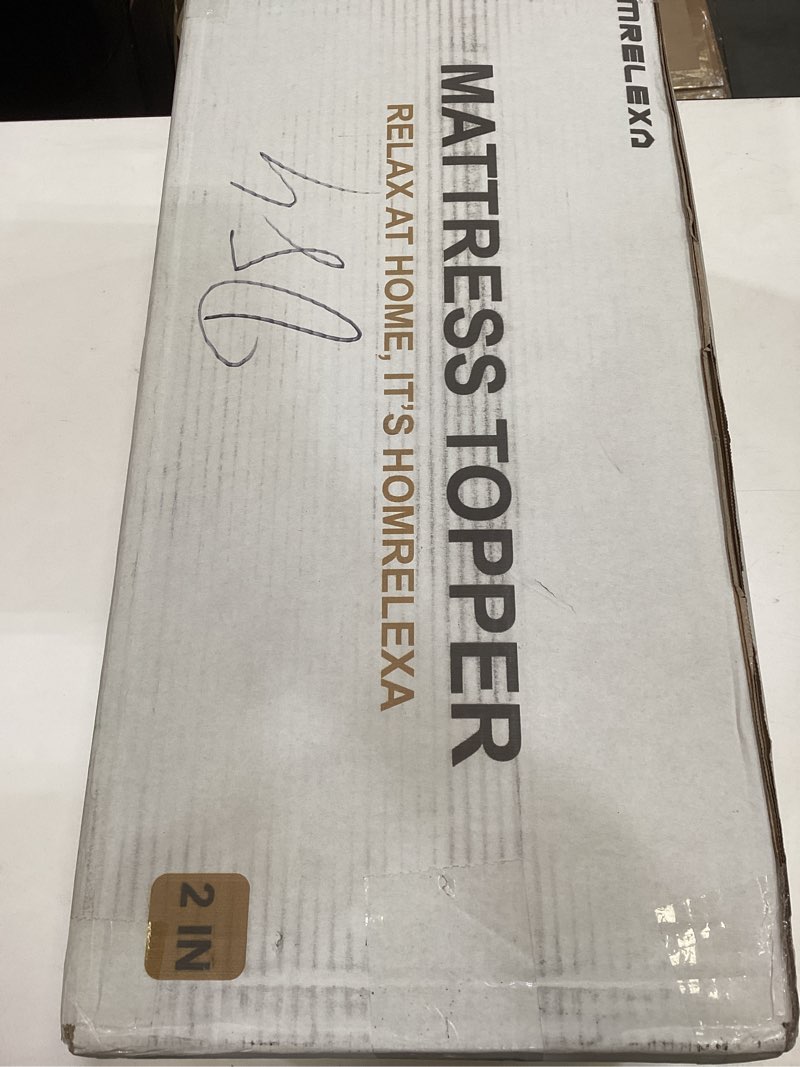 MRELEXA
MATTRESS TOPPER
RELAX AT HOME, IT'S HOMRELEXA
2 IN